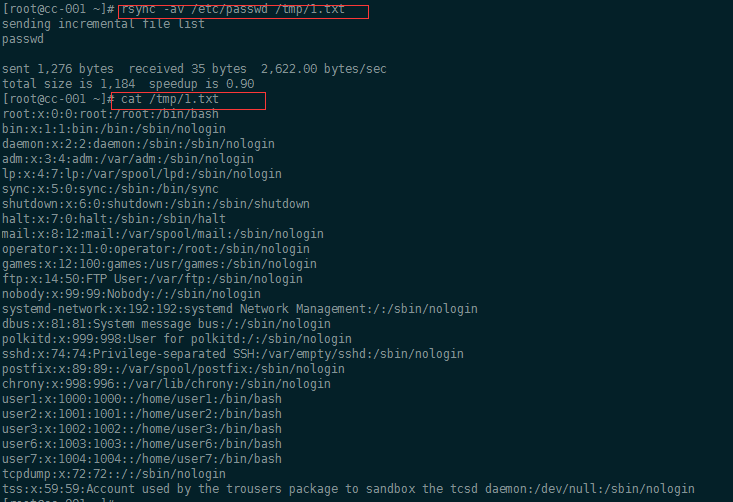 [root@cc-001 ~]# rsync -av /etc/passwd /tmp/1.txt
sending incremental file list
passwd
sent 1,276 bytes  received 35 bytes  2,622.00 bytes/sec
total size is 1,184  speedup is 0.90
[root@cc-001 ~]# cat /tmp/1.txt
root:x:0:0:root:/root:/bin/bash
bin:x:1:1:bin:/bin:/sbin/nologin
daemon:x:2:2:daemon:/sbin:/sbin/nologin
adm:x:3:4:adm:/var/adm:/sbin/nologin
lp:x:4:7:lp:/var/spool/lpd:/sbin/nologin
sync:x:5:0:sync:/sbin:/bin/sync
shutdown:x:6:0:shutdown:/sbin:/sbin/shutdown
halt:x:7:0:halt:/sbin:/sbin/halt
mail:x:8:12:mail:/var/spool/mail:/sbin/nologin
operator:x:11:0:operator:/root:/sbin/nologin
games:x:12:100:games:/usr/games:/sbin/nologin
ftp:x:14:50:FTP User:/var/ftp:/sbin/nologin
nobody:x:99:99:Nobody:/:/sbin/nologin
systemd-network:x:192:192:systemd Network Management:/:/sbin/nologin
dbus:x:81:81:System message bus:/:/sbin/nologin
polkitd:x:999:998:User for polkitd:/:/sbin/nologin
sshd:x:74:74:Privilege-separated SSH:/var/empty/sshd:/sbin/nologin
postfix:x:89:89::/var/spool/postfix:/sbin/nologin
chrony:x:998:996::/var/lib/chrony:/sbin/nologin
user1:x:1000:1000::/home/user1:/bin/bash
user2:x:1001:1001::/home/user2:/bin/bash
user3:x:1002:1002::/home/user3:/bin/bash
user6:x:1003:1003::/home/user6:/bin/bash
user7:x:1004:1004::/home/user7:/bin/bash
tcpdump:x:72:72::/:/sbin/nologin
tss:x:59:59:Account used by the trousers package to sandbox the tcsd daemon:/dev/null:/sbin/nologin